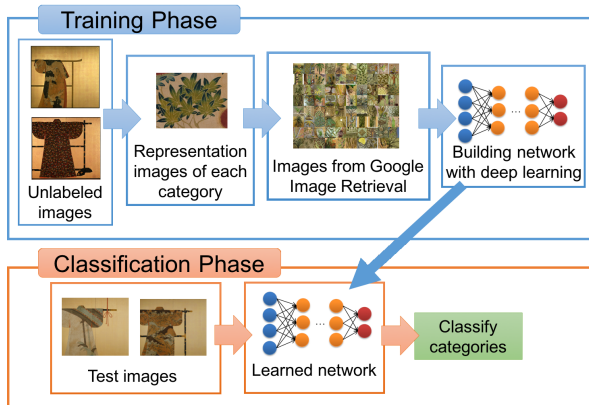 Training Phase
Unlabeled
images
Representation
images of each
category
Images from Google
Image Retrieval
Building network
with deep learning
Classification Phase
Test images
Learned network
Classify
categories